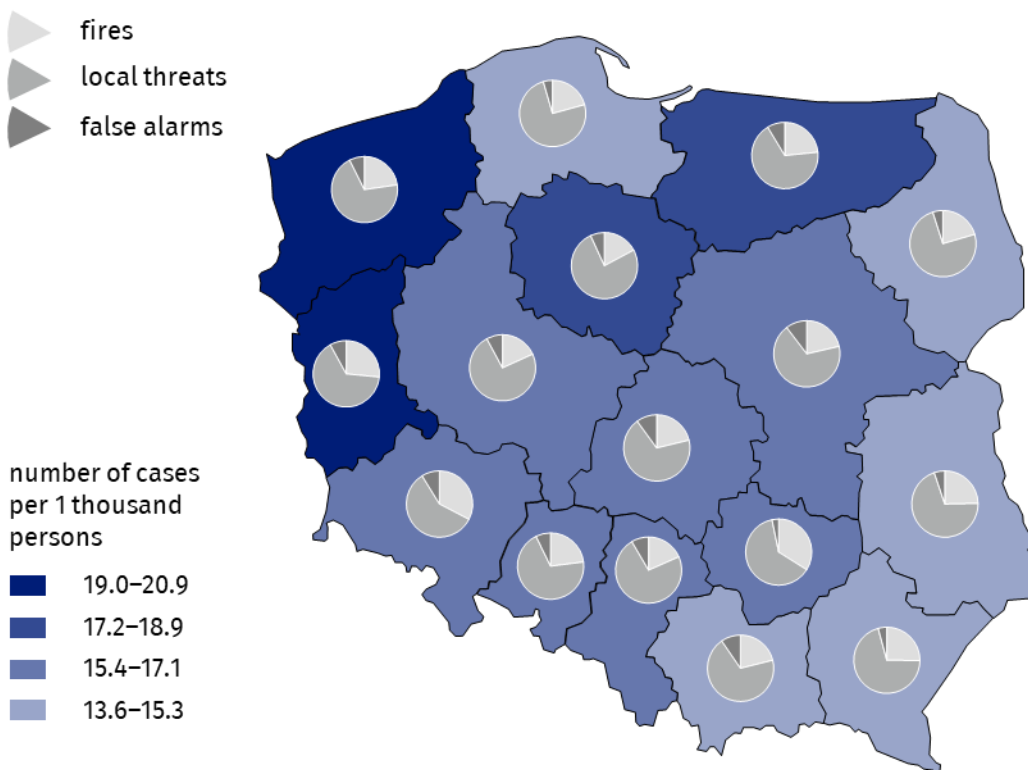 fires
local threats
false alarms
number of cases
per 1 thousand
persons
19.0–20.9
17.2–18.9
15.4–17.1
13.6–15.3